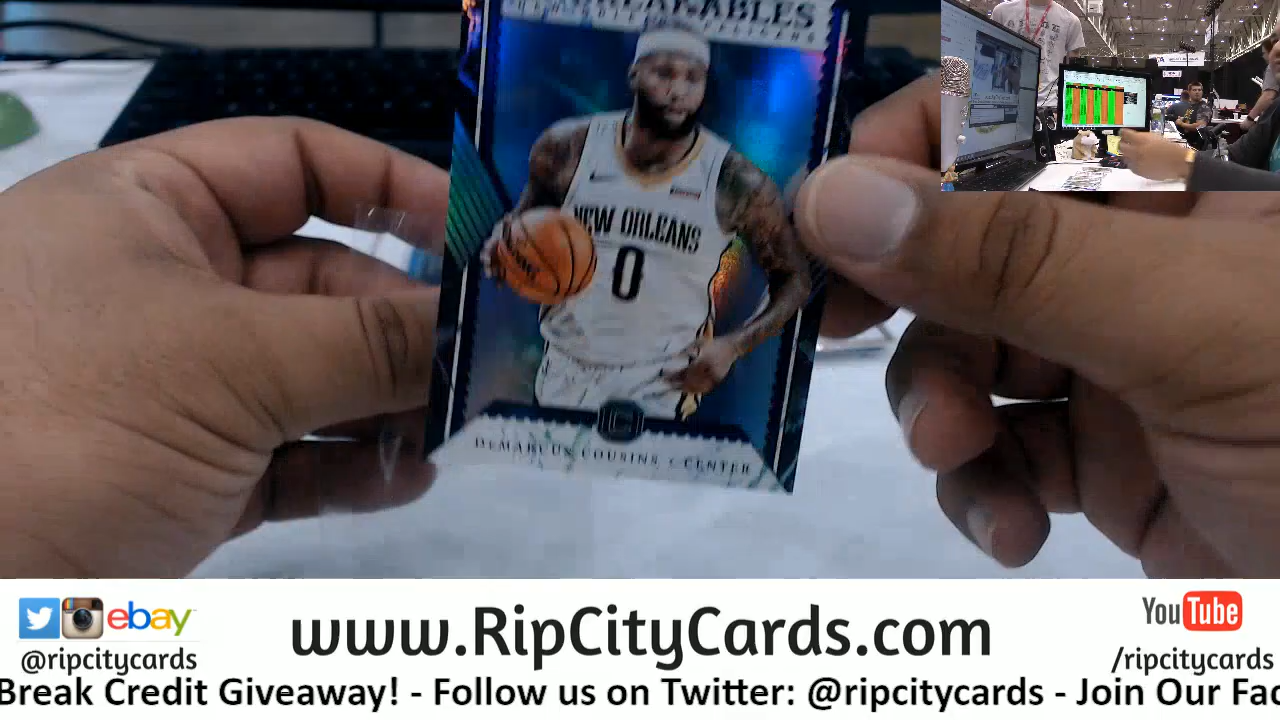 NEW ORLEANS
0
DEMARCUS COUSINS • CENTER
ebay
@ripcitycards
www.RipCityCards.com
YouTube
/ripcitycards
Break Credit Giveaway! - Follow us on Twitter: @ripcitycards - Join Our Fac